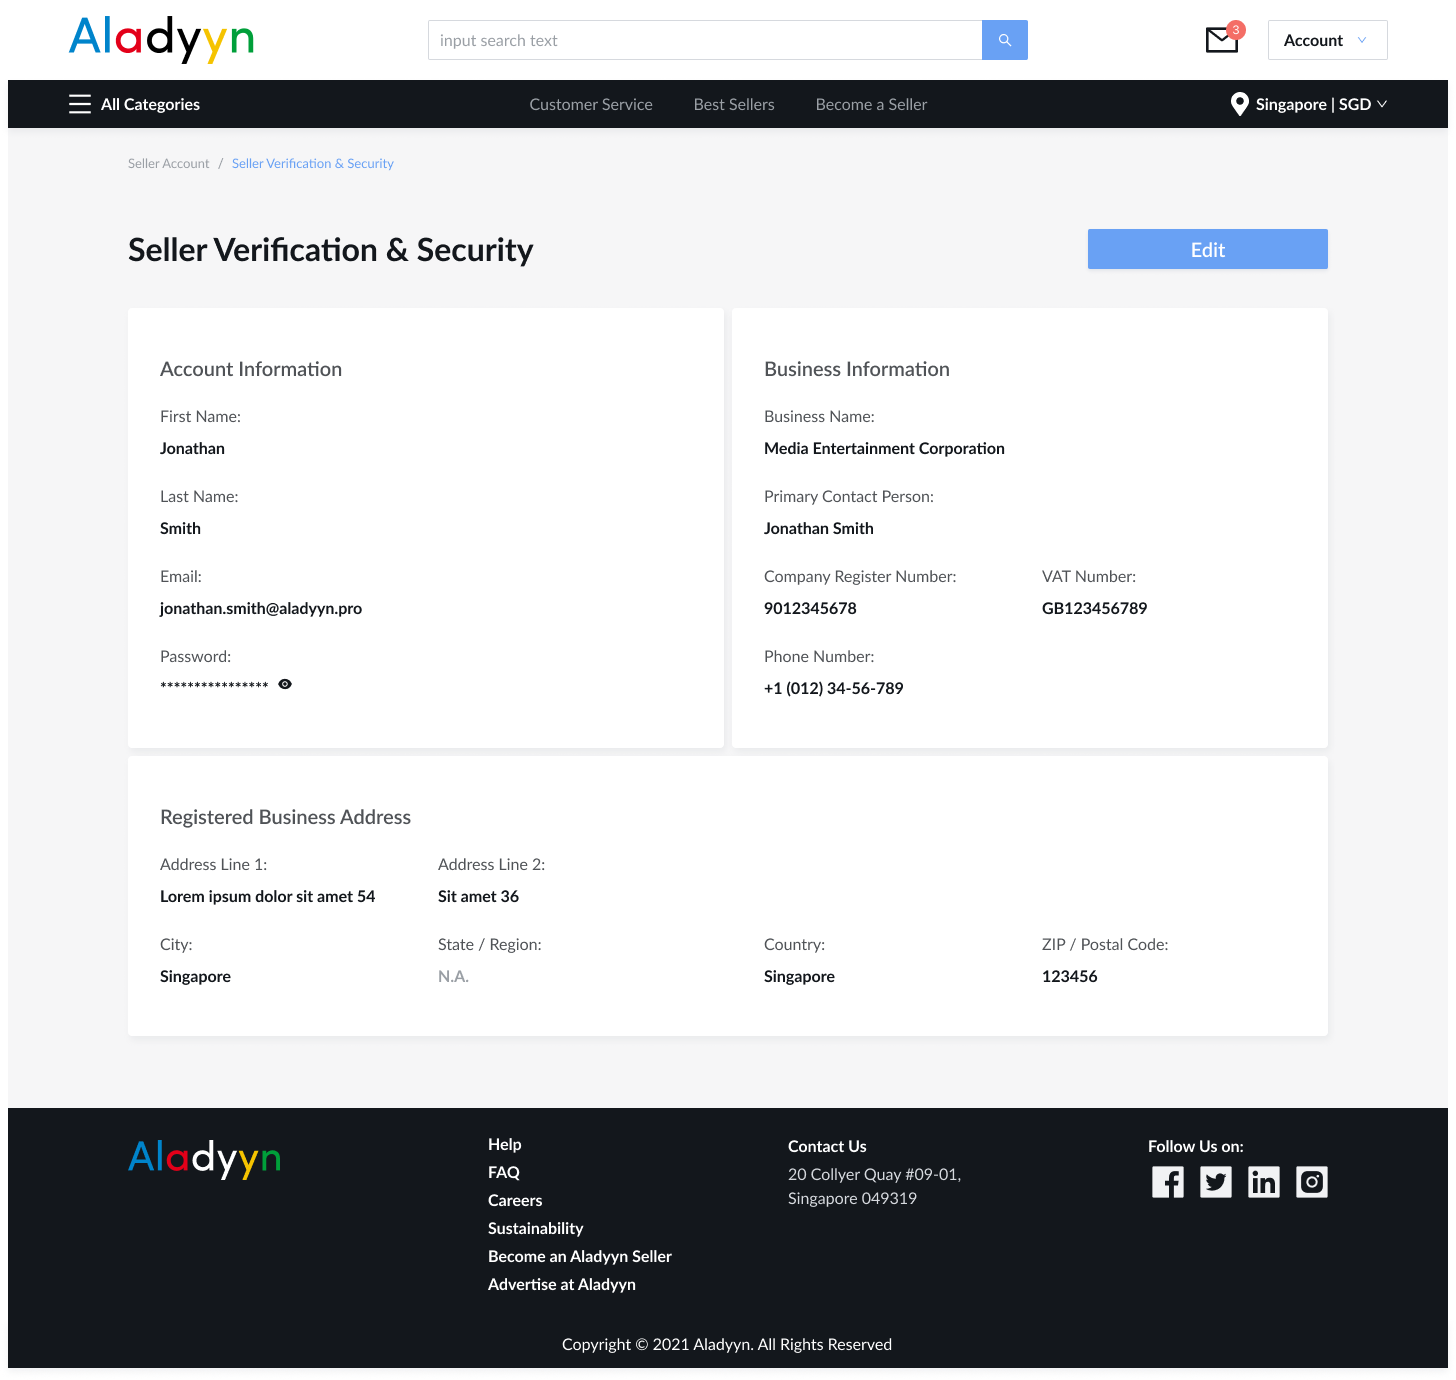 Aladyyn
input search text
3
Account
All Categories
Customer Service
Best Sellers
Become a Seller
Singapore | SGD
Seller Account / Seller Verification & Security
Seller Verification & Security
Edit
Account Information
First Name:
Jonathan
Last Name:
Smith
Email:
jonathan.smith@aladyyn.pro
Password:
****************
Business Information
Business Name:
Media Entertainment Corporation
Primary Contact Person:
Jonathan Smith
Company Register Number:
9012345678
VAT Number:
GB123456789
Phone Number:
+1 (012) 34-56-789
Registered Business Address
Address Line 1:
Lorem ipsum dolor sit amet 54
Address Line 2:
Sit amet 36
City:
Singapore
State / Region:
N.A.
Country:
Singapore
ZIP / Postal Code:
123456
Aladyyn
Help
FAQ
Careers
Sustainability
Become an Aladyyn Seller
Advertise at Aladyyn
Contact Us
20 Collyer Quay #09-01,
Singapore 049319
Follow Us on:
Copyright © 2021 Aladyyn. All Rights Reserved